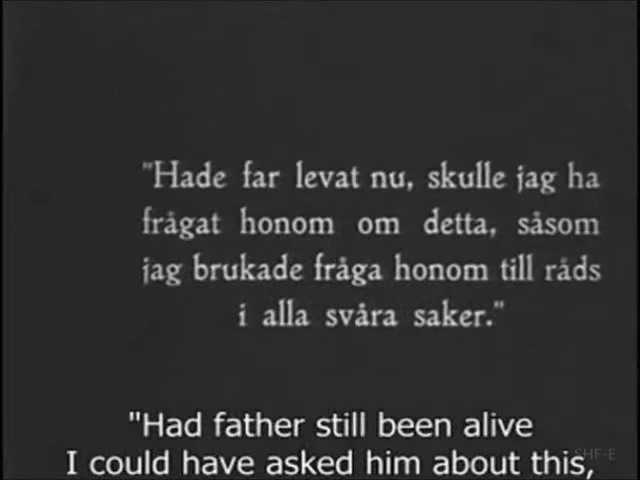 "Hade far levat nu, skulle jag ha
frågat honom om detta, såsom
jag brukade fråga honom till råds
i alla svåra saker."
"Had father still been alive
I could have asked him about this,
SHF-E